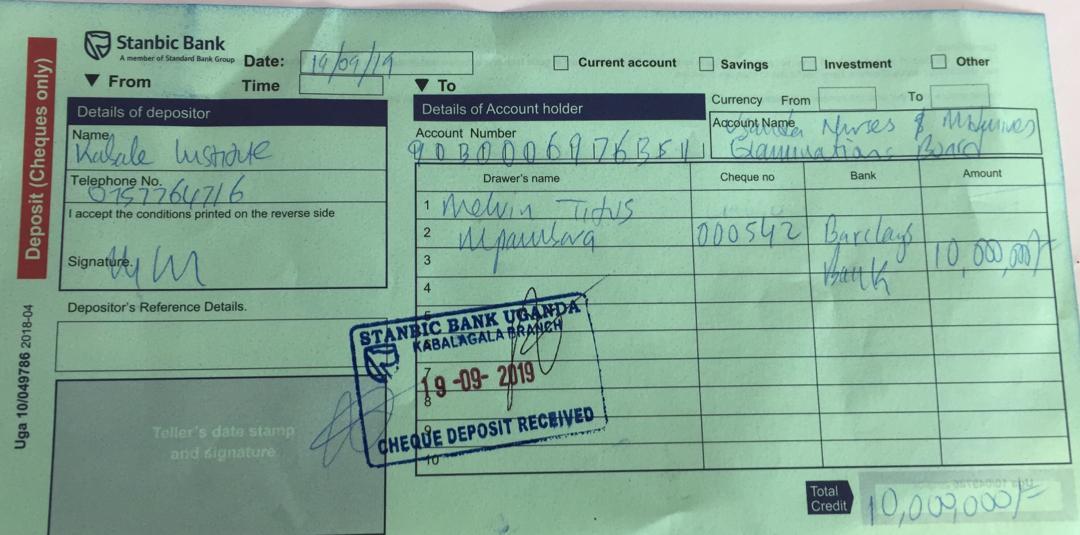 Stanbic Bank
A member of Standard Bank Group
Date: 19/09/19
Time
Current account
Savings
Investment
Other
From
To
Currency From To
Deposit (Cheques only)
Details of depositor
Name
Kabale Institute
Telephone No.
0757764716
I accept the conditions printed on the reverse side
Signature.
Details of Account holder
Account Number
Account Name
Uganda Nurses & Midwives
Examinations Board
Drawer's name
Cheque no
Bank
Amount
1 Melvin Titus
2 Mpambara 000542 Barclays
3 Bank 10,000,000/=
4
7
8
9
10
Depositor's Reference Details.
Teller's date stamp
and signature
STANBIC BANK UGANDA
KABALAGALA BRANCH
19-09-2019
CHEQUE DEPOSIT RECEIVED
Total
Credit
10,000,000/=
Uga 10/049786 2018-04